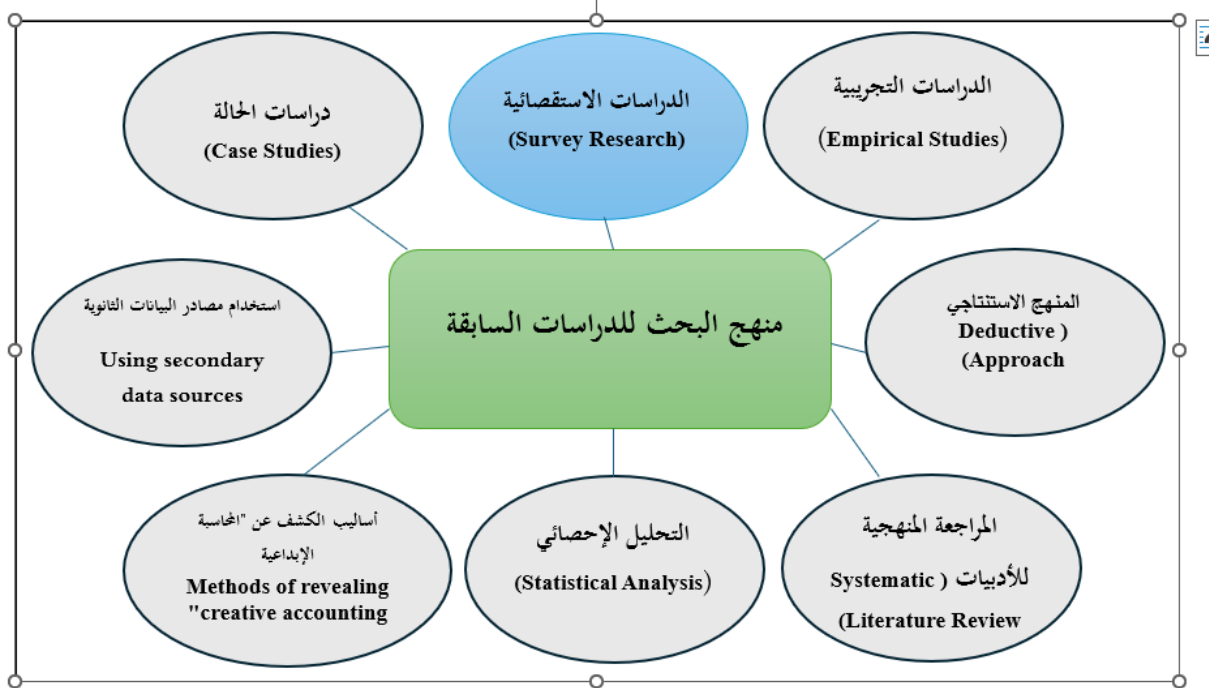 الدراسات التجريبية
(Empirical Studies)
الدراسات الاستقصائية
(Survey Research)
دراسات الحالة
(Case Studies)
منهج البحث للدراسات السابقة
المنهج الاستنتاجي
Deductive )
(Approach
استخدام مصادر البيانات الثانوية
Using secondary
data sources
المراجعة المنهجية
للأدبيات ( Systematic
(Literature Review
التحليل الإحصائي
(Statistical Analysis)
أساليب الكشف عن "المحاسبة
الإبداعية
Methods of revealing
"creative accounting